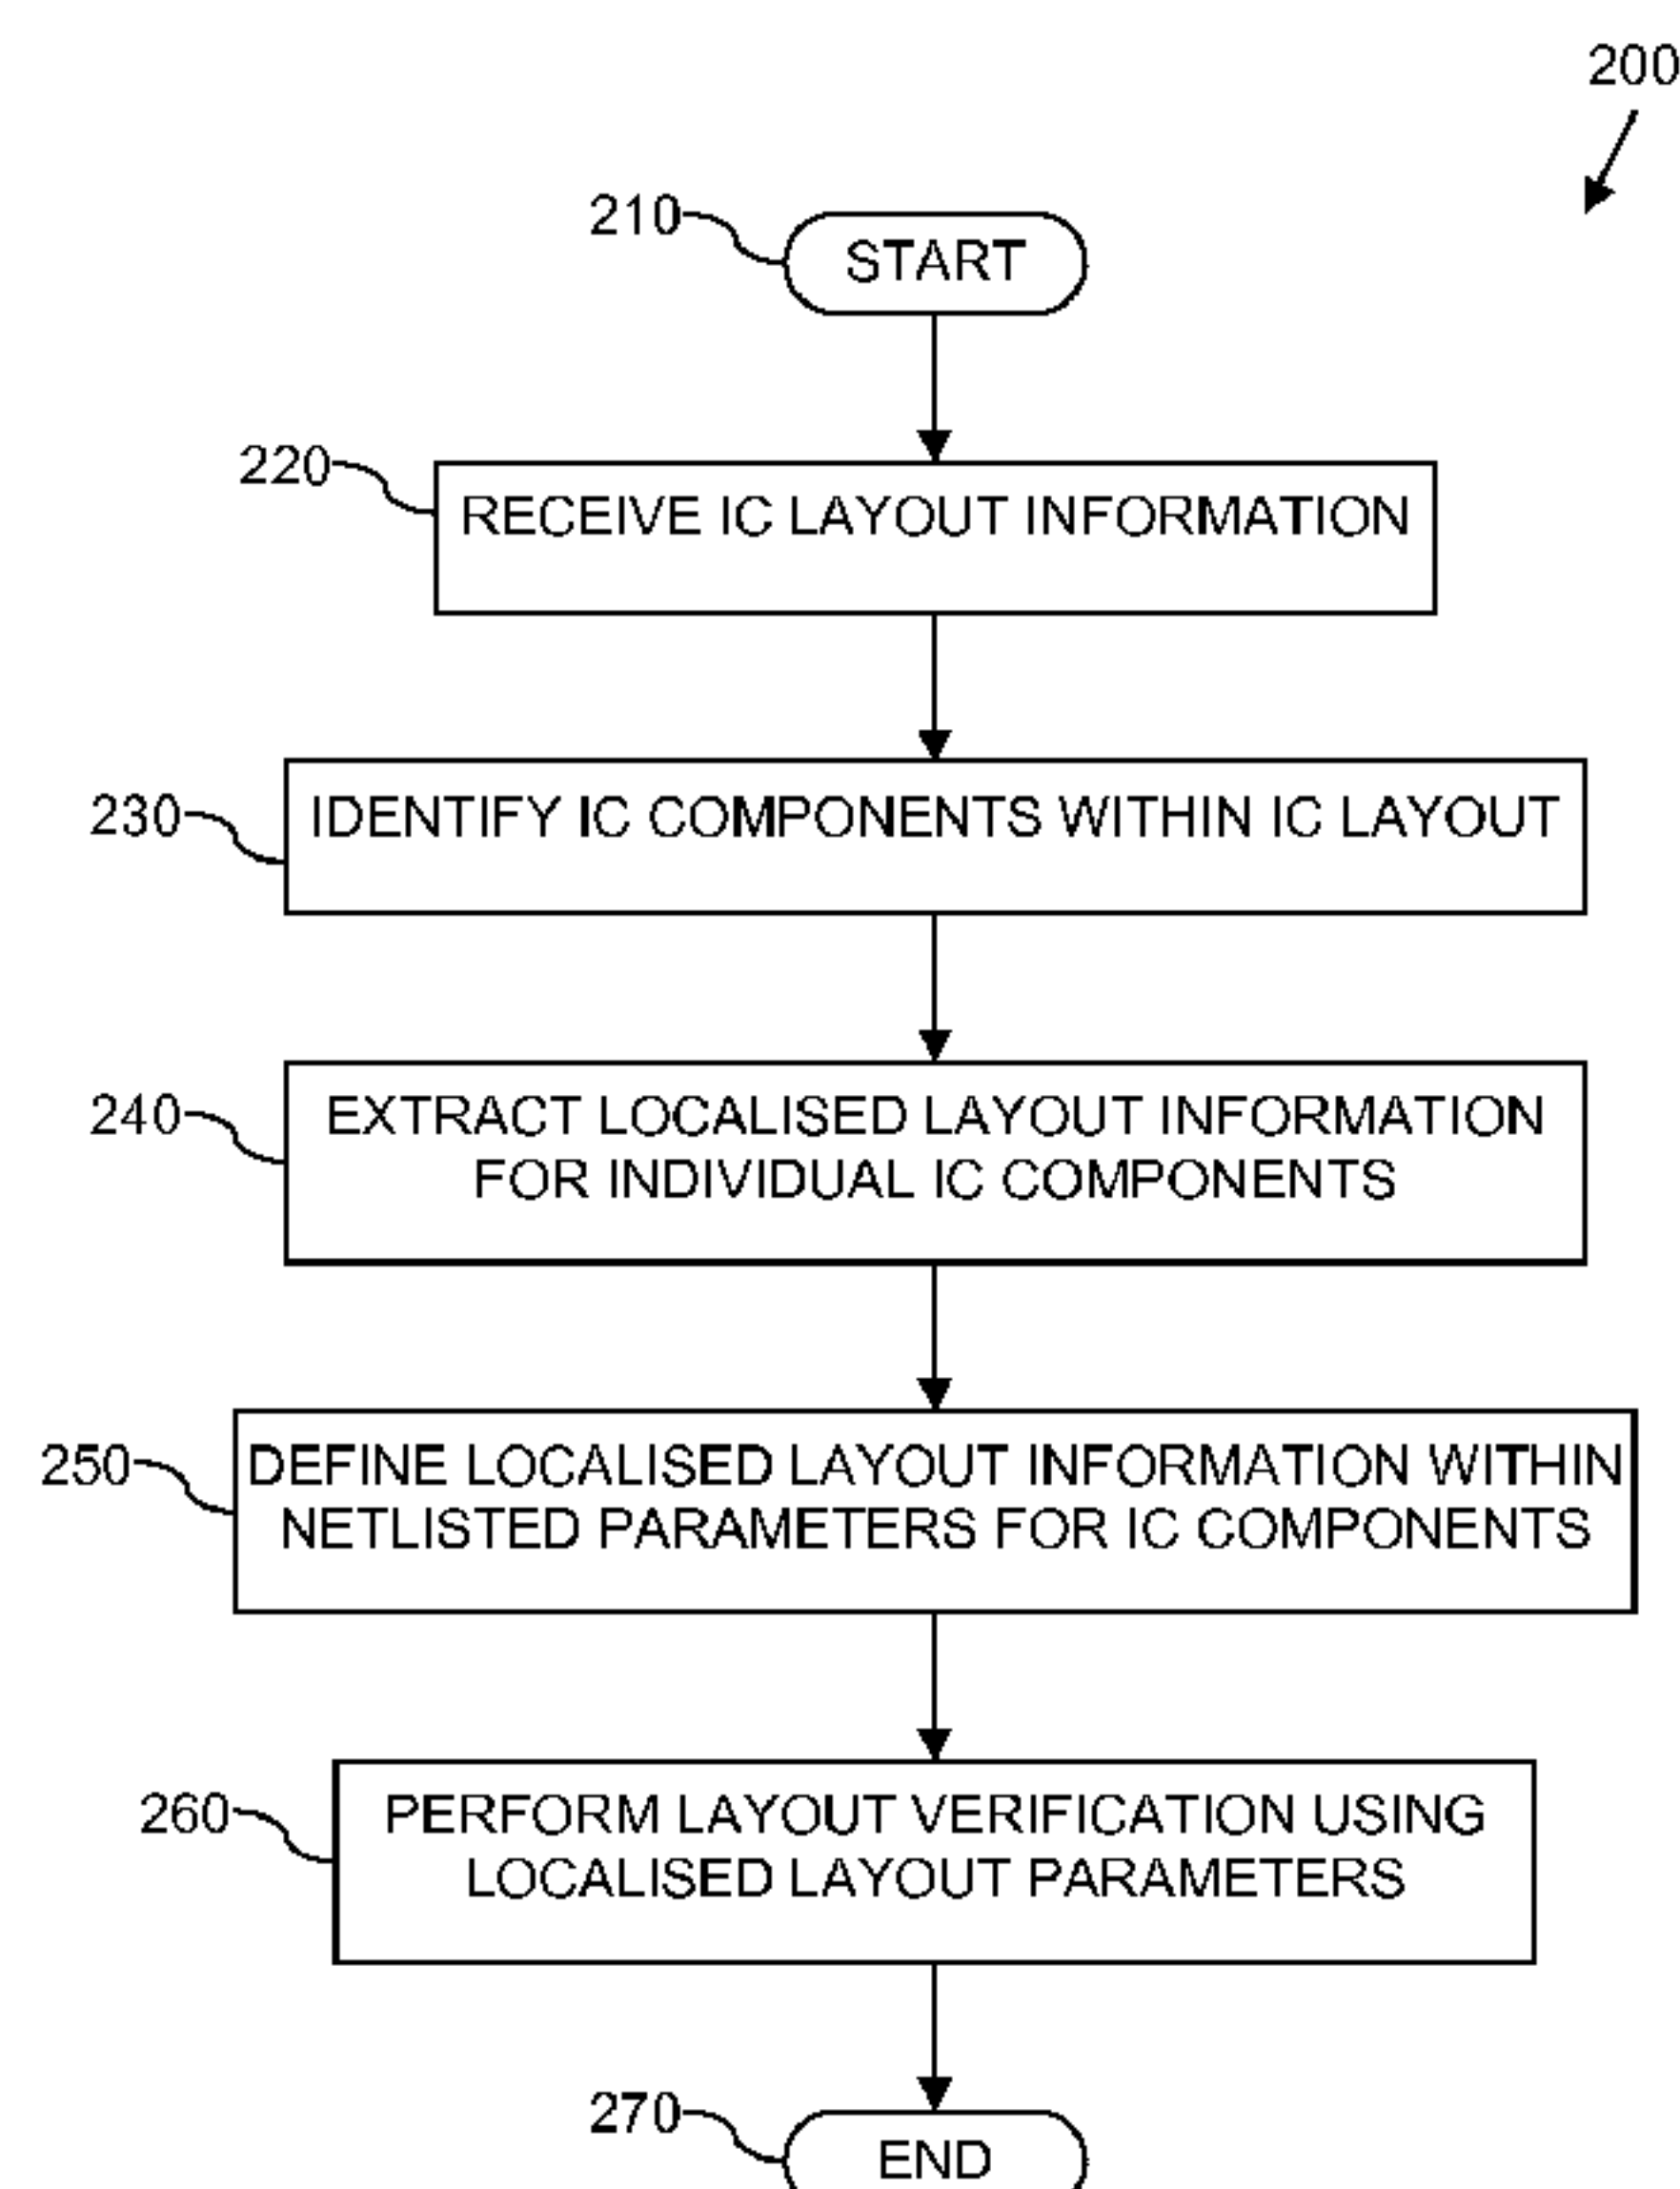 200
210
START
220
RECEIVE IC LAYOUT INFORMATION
230
IDENTIFY IC COMPONENTS WITHIN IC LAYOUT
240
EXTRACT LOCALISED LAYOUT INFORMATION
FOR INDIVIDUAL IC COMPONENTS
250
DEFINE LOCALISED LAYOUT INFORMATION WITHIN
NETLISTED PARAMETERS FOR IC COMPONENTS
260
PERFORM LAYOUT VERIFICATION USING
LOCALISED LAYOUT PARAMETERS
270
END